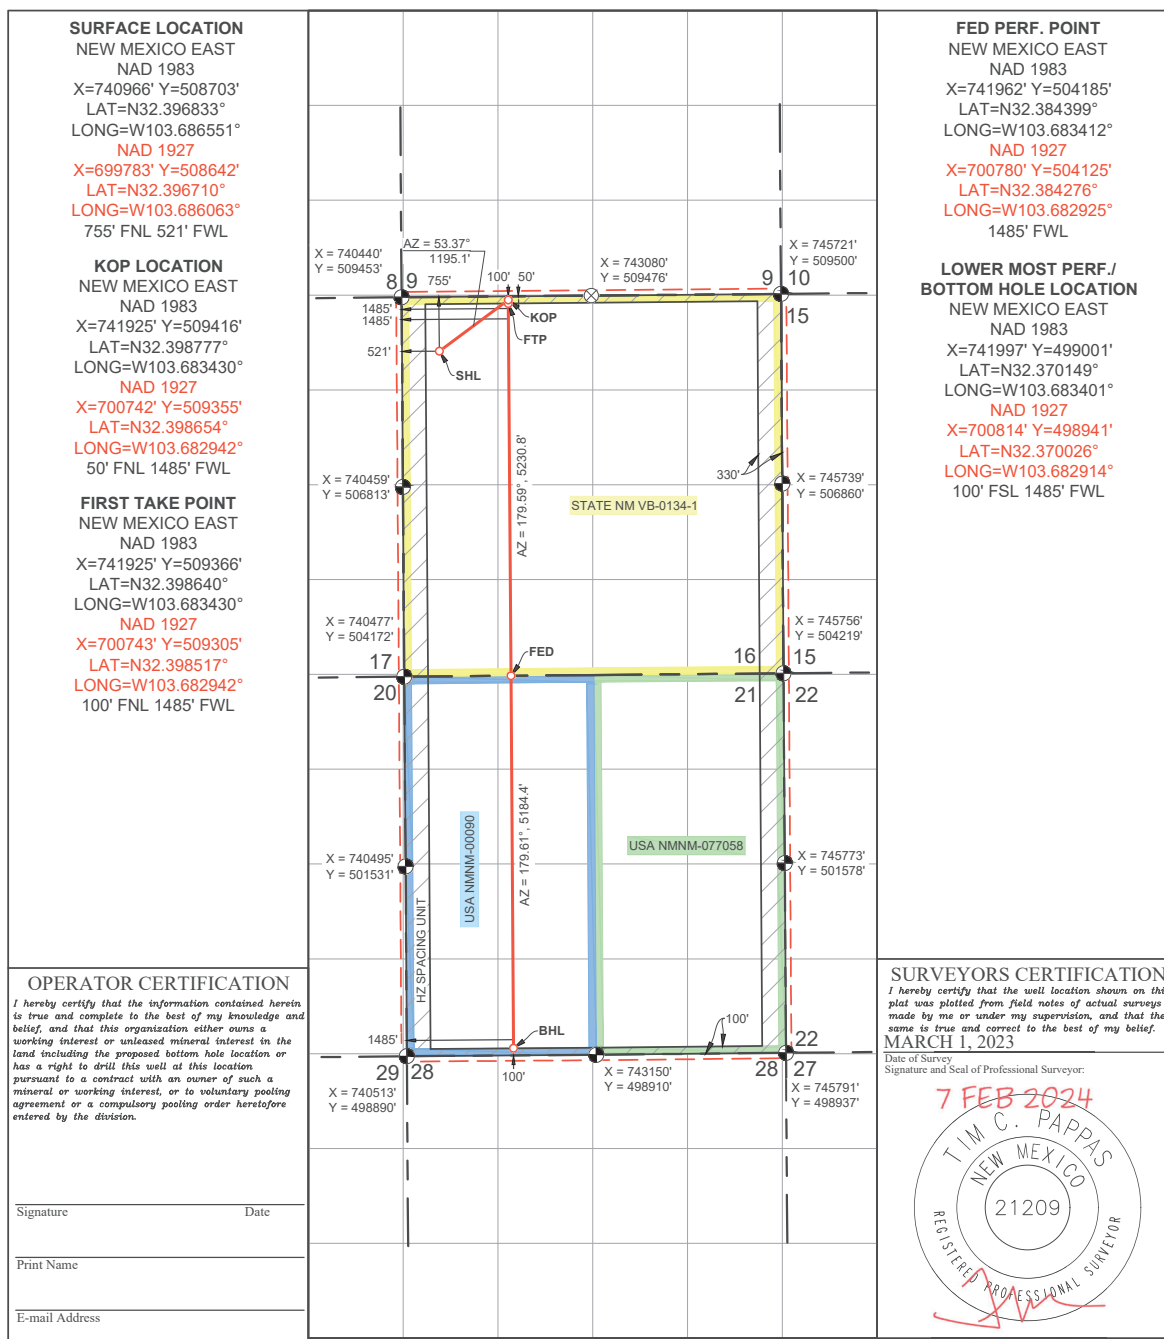 SURFACE LOCATION
NEW MEXICO EAST
NAD 1983
X=740966' Y=508703'
LAT=N32.396833°
LONG=W103.686551°
NAD 1927
X=699783' Y=508642'
LAT=N32.396710°
LONG=W103.686063°
755' FNL 521' FWL
KOP LOCATION
NEW MEXICO EAST
NAD 1983
X=741925' Y=509416'
LAT=N32.398777°
LONG=W103.683430°
NAD 1927
X=700742' Y=509355'
LAT=N32.398654°
LONG=W103.682942°
50' FNL 1485' FWL
FIRST TAKE POINT
NEW MEXICO EAST
NAD 1983
X=741925' Y=509366'
LAT=N32.398640°
LONG=W103.683430°
NAD 1927
X=700743' Y=509305'
LAT=N32.398517°
LONG=W103.682942°
100' FNL 1485' FWL
OPERATOR CERTIFICATION
I hereby certify that the information contained herein
is true and complete to the best of my knowledge and
belief, and that this organization either owns a
working interest or unleased mineral interest in the
land including the proposed bottom hole location or
has a right to drill this well at this location
pursuant to a contract with an owner of such a
mineral or working interest, or to voluntary pooling
agreement or a compulsory pooling order heretofore
entered by the division.
Signature Date
Print Name
E-mail Address
X = 740440'
Y = 509453'
AZ = 53.37°
1195.1'
755'
100' 50'
X = 743080'
Y = 509476'
X = 745721'
Y = 509500'
8 9
9 10
15
1485'
1485'
KOP
FTP
521'
SHL
330'
X = 740459'
Y = 506813'
AZ = 179.59°, 5230.8'
STATE NM VB-0134-1
X = 745739'
Y = 506860'
X = 740477'
Y = 504172'
X = 745756'
Y = 504219'
FED
17
16 15
20
21 22
USA NMNM-00090
AZ = 179.61°, 5184.4'
USA NMNM-077058
X = 740495'
Y = 501531'
X = 745773'
Y = 501578'
HZ SPACING UNIT
1485'
BHL
100'
100'
22
29 28
28 27
X = 740513'
Y = 498890'
X = 743150'
Y = 498910'
X = 745791'
Y = 498937'
FED PERF. POINT
NEW MEXICO EAST
NAD 1983
X=741962' Y=504185'
LAT=N32.384399°
LONG=W103.683412°
NAD 1927
X=700780' Y=504125'
LAT=N32.384276°
LONG=W103.682925°
1485' FWL
LOWER MOST PERF./
BOTTOM HOLE LOCATION
NEW MEXICO EAST
NAD 1983
X=741997' Y=499001'
LAT=N32.370149°
LONG=W103.683401°
NAD 1927
X=700814' Y=498941'
LAT=N32.370026°
LONG=W103.682914°
100' FSL 1485' FWL
SURVEYORS CERTIFICATION
I hereby certify that the well location shown on this
plat was plotted from field notes of actual surveys
made by me or under my supervision, and that the
same is true and correct to the best of my belief.
MARCH 1, 2023
Date of Survey
Signature and Seal of Professional Surveyor:
7 FEB 2024
TIM C. PAPPAS
NEW MEXICO
21209
REGISTERED PROFESSIONAL SURVEYOR